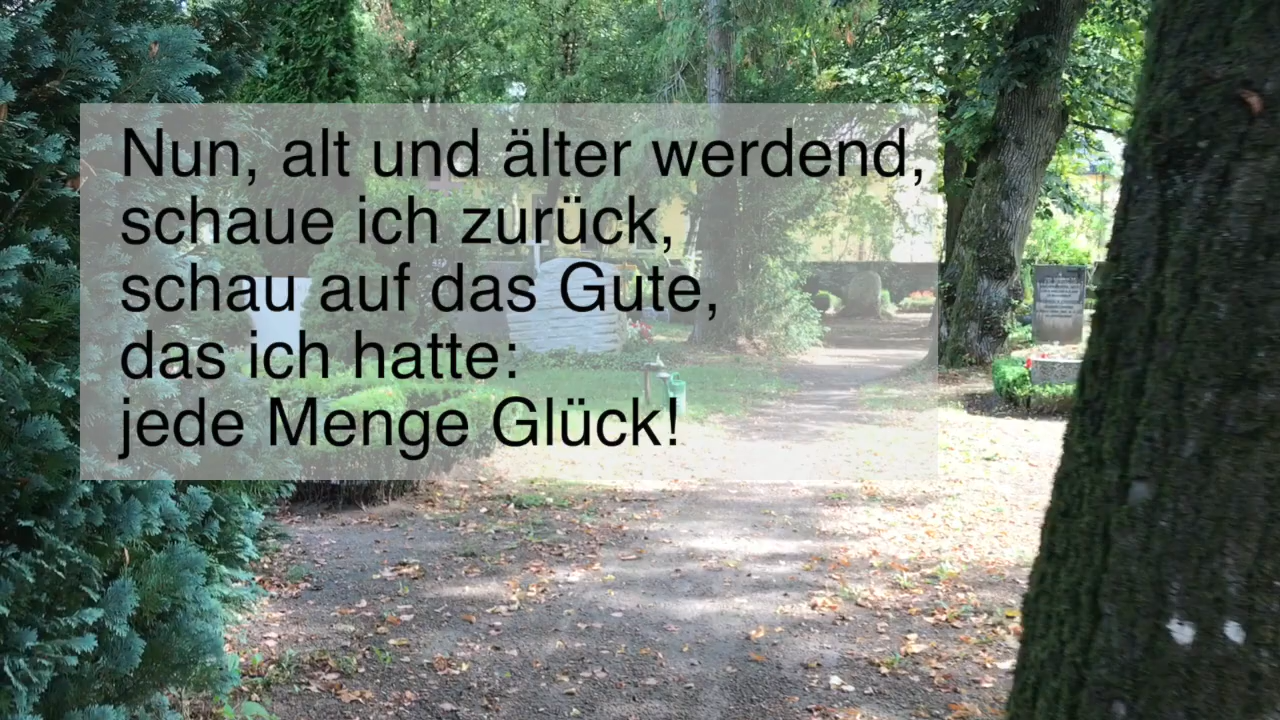 Nun, alt und älter werdend,
schaue ich zurück,
schau auf das Gute,
das ich hatte:
jede Menge Glück!